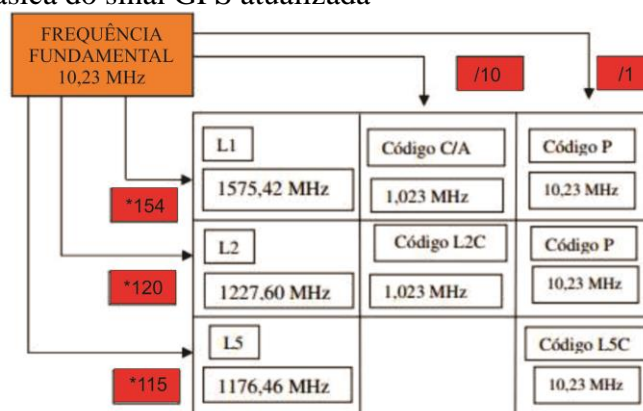 ásica do sinal GPS atualizada
FREQUÊNCIA
FUNDAMENTAL
10,23 MHz
/10
/1
L1
Código C/A
Código P
1575,42 MHz
1,023 MHz
10,23 MHz
*154
L2
Código L2C
Código P
1227,60 MHz
1,023 MHz
10,23 MHz
*120
L5
Código L5C
1176,46 MHz
10,23 MHz
*115